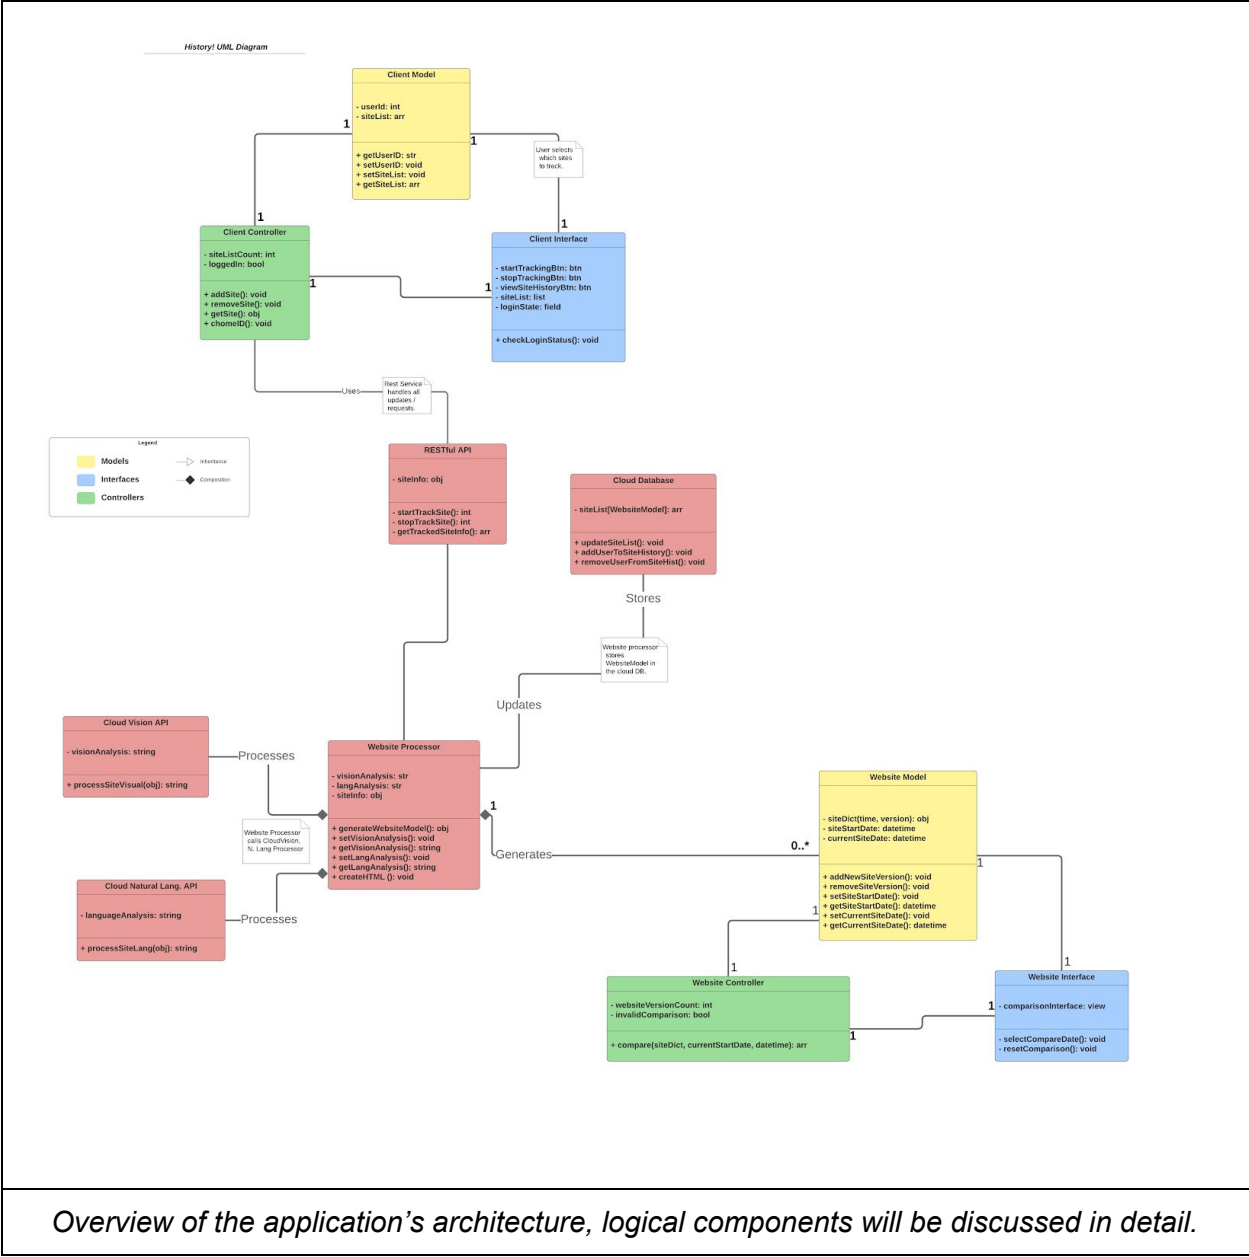 History! UML Diagram
Client Model
- userId: int
- siteList: arr
+ getUserID: str
+ setUserID: void
+ setSiteList: void
+ getSiteList: arr
1
1
User selects
which sites
to track.
1
1
Client Controller
- siteListCount: int
- loggedIn: bool
+ addSite(): void
+ removeSite(): void
+ getSite(): obj
+ chomeID(): void
1
1
Client Interface
- startTrackingBtn: btn
- stopTrackingBtn: btn
- viewSiteHistoryBtn: btn
- siteList: list
- loginState: field
+ checkLoginStatus(): void
Uses
Rest Service
handles all
updates /
requests.
Legend
Models
Interfaces
Controllers
Inheritance
Composition
RESTful API
- siteInfo: obj
- startTrackSite(): int
- stopTrackSite(): int
- getTrackedSiteInfo(): arr
Cloud Database
- siteList[WebsiteModel]: arr
+ updateSiteList(): void
+ addUserToSiteHistory(): void
+ removeUserFromSiteHist(): void
Stores
Website processor
stores
WebsiteModel in
the cloud DB.
Updates
Cloud Vision API
- visionAnalysis: string
+ processSiteVisual(obj): string
Processes
Website Processor
- visionAnalysis: str
- langAnalysis: str
- siteInfo: obj
+ generateWebsiteModel(): obj
+ setVisionAnalysis(): void
+ getVisionAnalysis(): string
+ setLangAnalysis(): void
+ getLangAnalysis(); string
+ createHTML (): void
Website Processor
calls CloudVision,
N. Lang Processor
Cloud Natural Lang. API
- languageAnalysis: string
+ processSiteLang(obj): string
Processes
1
Generates
0..*
Website Model
- siteDict(time, version): obj
- siteStartDate: datetime
- currentSiteDate: datetime
+ addNewSiteVersion(): void
+ removeSiteVersion(): void
+ setSiteStartDate(): void
+ getSiteStartDate(): datetime
+ setCurrentSiteDate(): void
+ getCurrentSiteDate(): datetime
1
1
1
1
Website Controller
- websiteVersionCount: int
- invalidComparison: bool
+ compare(siteDict, currentStartDate, datetime): arr
1
1
Website Interface
- comparisonInterface: view
- selectCompareDate(): void
- resetComparison(): void
Overview of the application’s architecture, logical components will be discussed in detail.